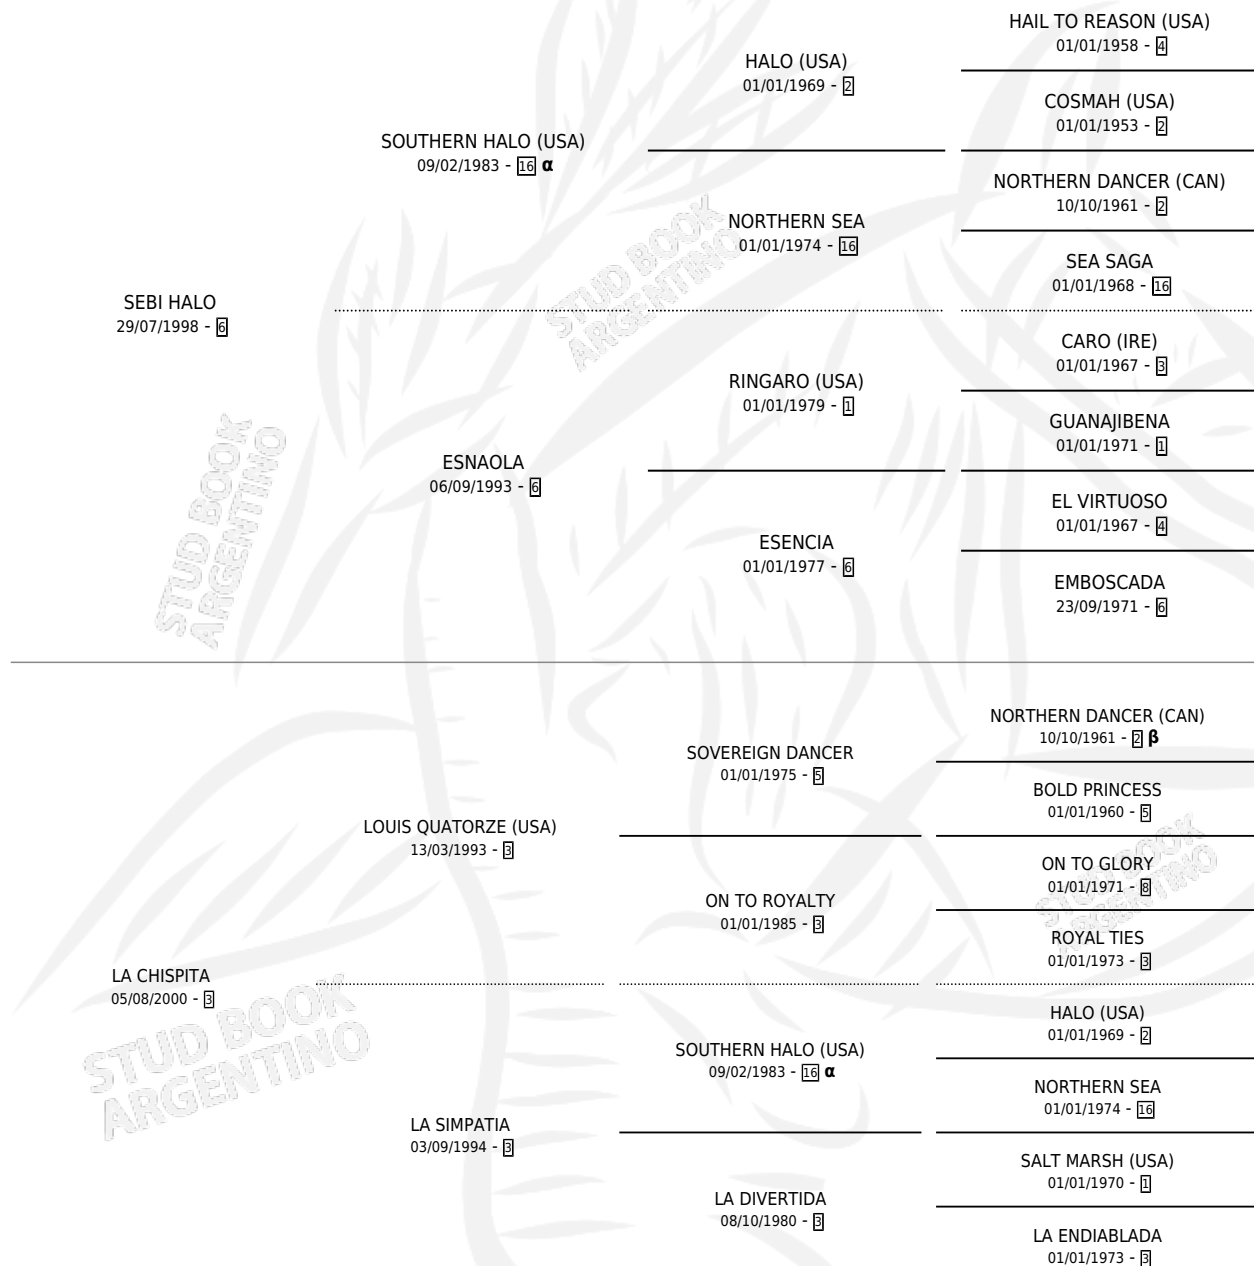 HAIL TO REASON (USA)
01/01/1958 - 4
HALO (USA)
01/01/1969 - 2
COSMAH (USA)
01/01/1953 - 2
SOUTHERN HALO (USA)
09/02/1983 - 16 α
NORTHERN DANCER (CAN)
10/10/1961 - 2
NORTHERN SEA
01/01/1974 - 16
SEA SAGA
01/01/1968 - 16
SEBI HALO
29/07/1998 - 6
CARO (IRE)
01/01/1967 - 3
RINGARO (USA)
01/01/1979 - 1
GUANAJIBENA
01/01/1971 - 1
ESNAOLA
06/09/1993 - 6
EL VIRTUOSO
01/01/1967 - 4
ESENCIA
01/01/1977 - 6
EMBOSCADA
23/09/1971 - 6
STUD BOOK
ARGENTINO
STUD BOOK
ARGENTINO
NORTHERN DANCER (CAN)
10/10/1961 - 2 β
SOVEREIGN DANCER
01/01/1975 - 5
BOLD PRINCESS
01/01/1960 - 5
LOUIS QUATORZE (USA)
13/03/1993 - 3
ON TO GLORY
01/01/1971 - 8
ON TO ROYALTY
01/01/1985 - 3
ROYAL TIES
01/01/1973 - 3
LA CHISPITA
05/08/2000 - 3
HALO (USA)
01/01/1969 - 2
SOUTHERN HALO (USA)
09/02/1983 - 16 α
NORTHERN SEA
01/01/1974 - 16
LA SIMPATIA
03/09/1994 - 3
SALT MARSH (USA)
01/01/1970 - 1
LA DIVERTIDA
08/10/1980 - 3
LA ENDIABLADA
01/01/1973 - 3
STUD BOOK
ARGENTINO
STUD BOOK
ARGENTINO